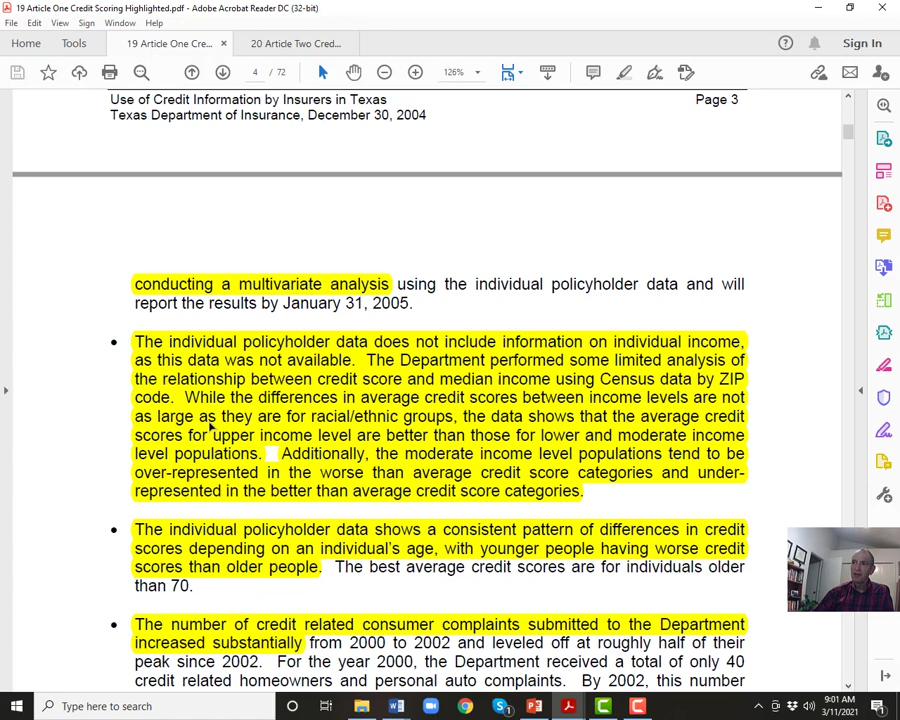 19 Article One Credit Scoring Highlighted.pdf - Adobe Acrobat Reader DC (32-bit)
File Edit View Sign Window Help
Home Tools 19 Article One Cre... × 20 Article Two Cred... Sign In
4 / 72 126%
Use of Credit Information by Insurers in Texas Page 3
Texas Department of Insurance, December 30, 2004
conducting a multivariate analysis using the individual policyholder data and will
report the results by January 31, 2005.
• The individual policyholder data does not include information on individual income,
as this data was not available. The Department performed some limited analysis of
the relationship between credit score and median income using Census data by ZIP
code. While the differences in average credit scores between income levels are not
as large as they are for racial/ethnic groups, the data shows that the average credit
scores for upper income level are better than those for lower and moderate income
level populations. Additionally, the moderate income level populations tend to be
over-represented in the worse than average credit score categories and under-
represented in the better than average credit score categories.
• The individual policyholder data shows a consistent pattern of differences in credit
scores depending on an individual's age, with younger people having worse credit
scores than older people. The best average credit scores are for individuals older
than 70.
• The number of credit related consumer complaints submitted to the Department
increased substantially from 2000 to 2002 and leveled off at roughly half of their
peak since 2002. For the year 2000, the Department received a total of only 40
credit related homeowners and personal auto complaints. By 2002, this number
Type here to search
9:01 AM
3/11/2021